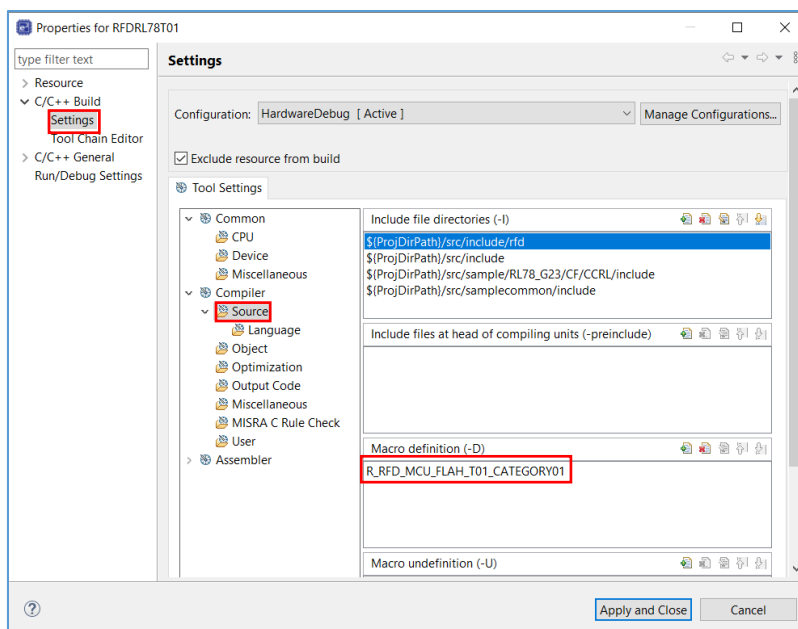 Properties for RFDRL78T01
type filter text
Resource
C/C++ Build
Settings
Tool Chain Editor
C/C++ General
Run/Debug Settings
Settings
Configuration: HardwareDebug [ Active ]
Manage Configurations...
Exclude resource from build
Tool Settings
Common
CPU
Device
Miscellaneous
Compiler
Source
Language
Object
Optimization
Output Code
Miscellaneous
MISRA C Rule Check
User
Assembler
Include file directories (-I)
${ProjDirPath}/src/include/rfd
${ProjDirPath}/src/include
${ProjDirPath}/src/sample/RL78_G23/CF/CCRL/include
${ProjDirPath}/src/samplecommon/include
Include files at head of compiling units (-preinclude)
Macro definition (-D)
R_RFD_MCU_FLAH_T01_CATEGORY01
Macro undefinition (-U)
Apply and Close
Cancel